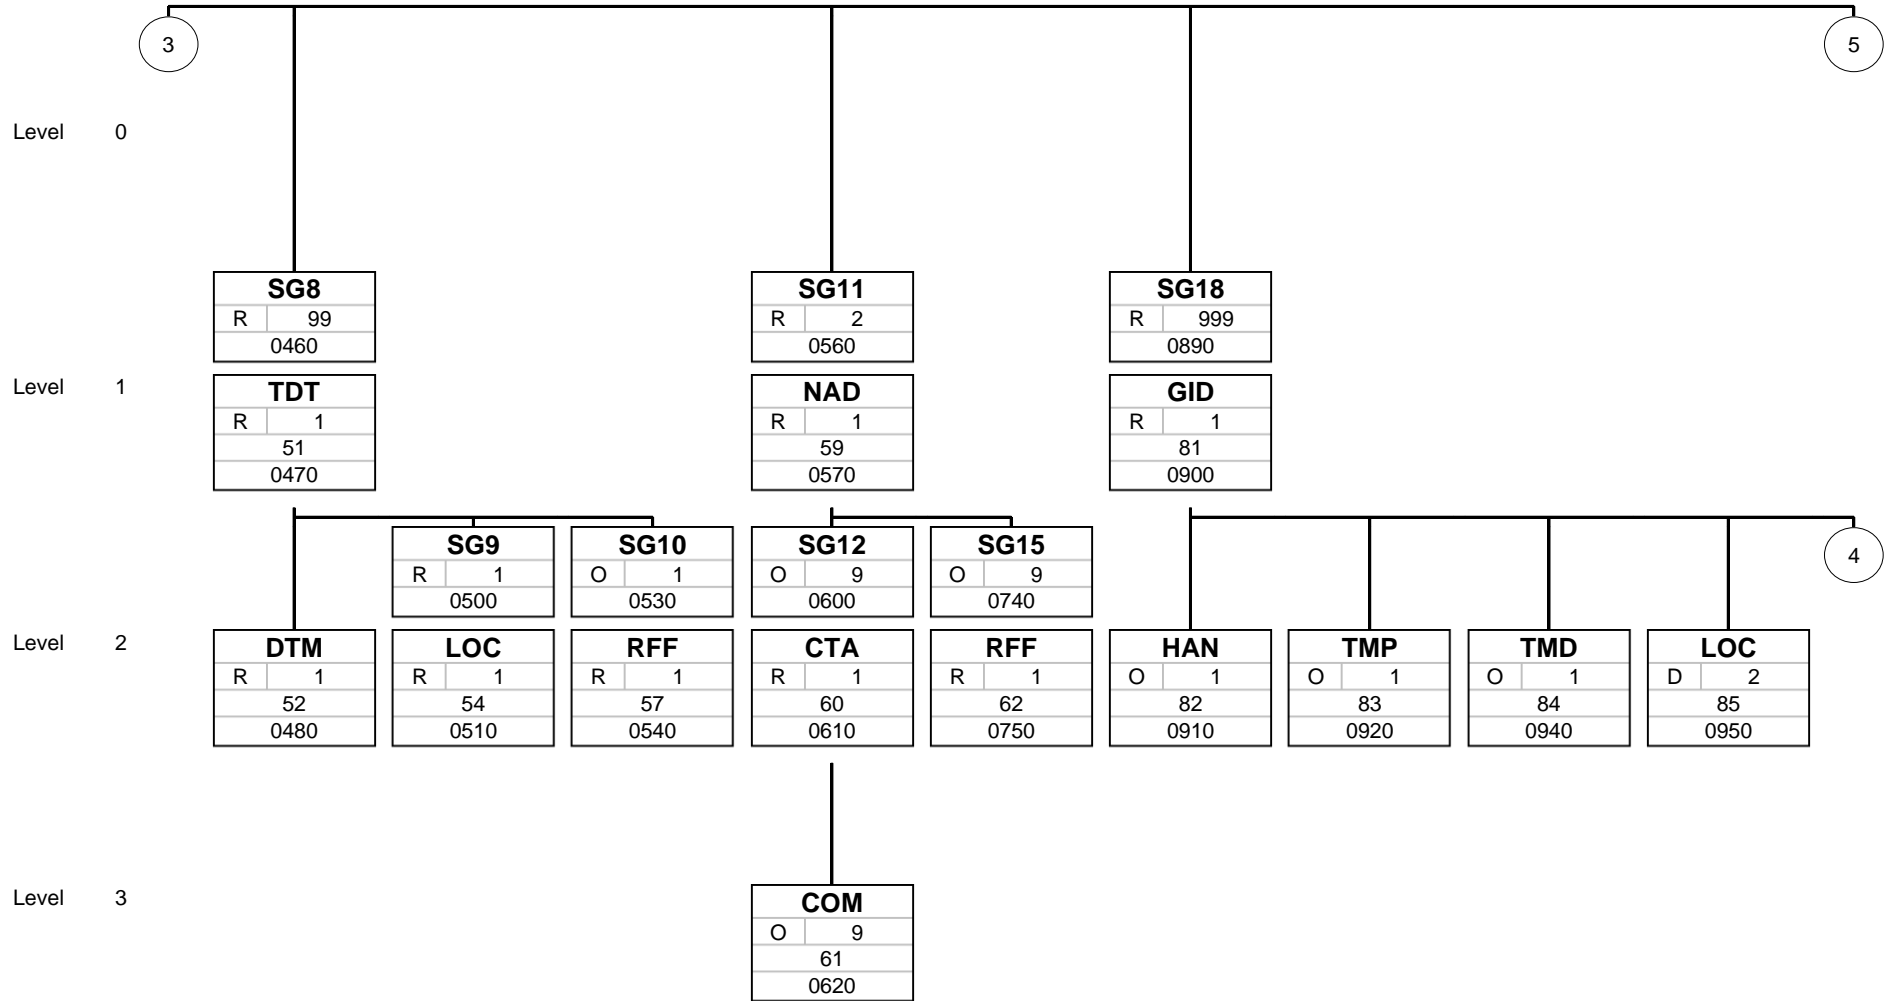 3 5
Level 0
SG8 SG11 SG18
R 99 R 2 R 999
0460 0560 0890
Level 1
TDT NAD GID
R 1 R 1 R 1
51 59 81
0470 0570 0900
SG9 SG10 SG12 SG15 4
R 1 O 1 O 9 O 9
0500 0530 0600 0740
Level 2
DTM LOC RFF CTA RFF HAN TMP TMD LOC
R 1 R 1 R 1 R 1 R 1 O 1 O 1 O 1 D 2
52 54 57 60 62 82 83 84 85
0480 0510 0540 0610 0750 0910 0920 0940 0950
Level 3
COM
O 9
61
0620